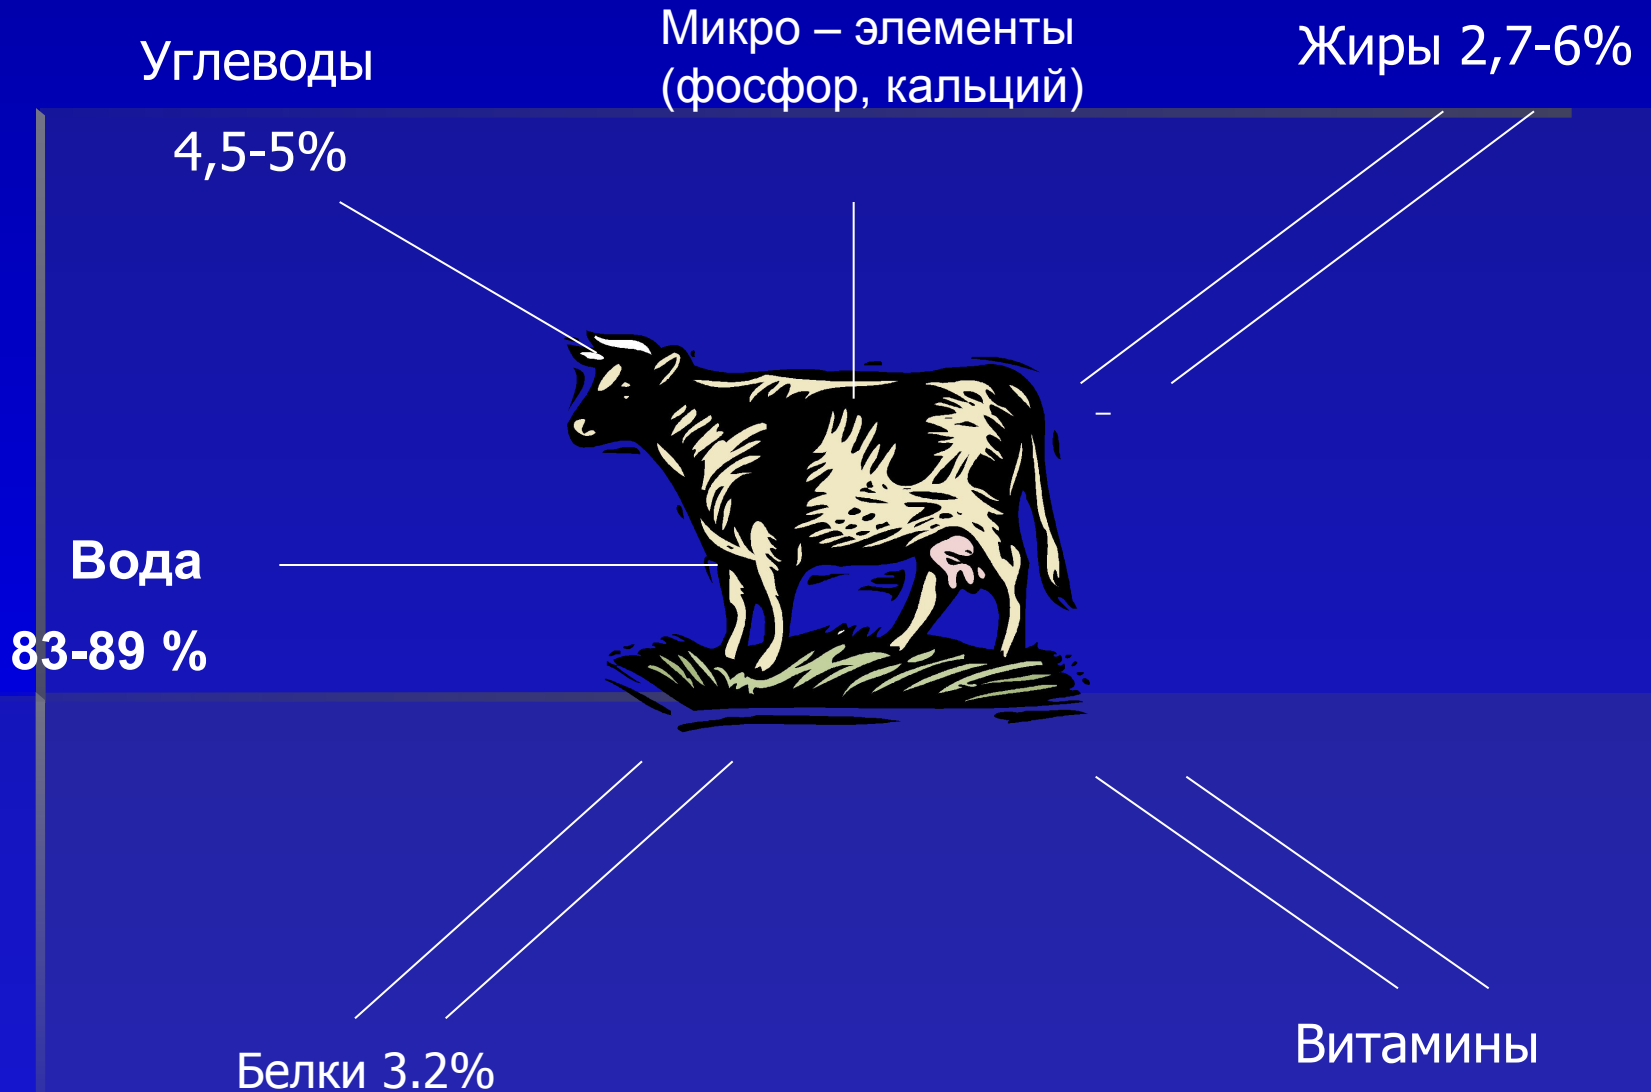 Углеводы
4,5-5%
Микро – элементы
(фосфор, кальций)
Жиры 2,7-6%
–
Вода
83-89 %
Белки 3.2%
Витамины